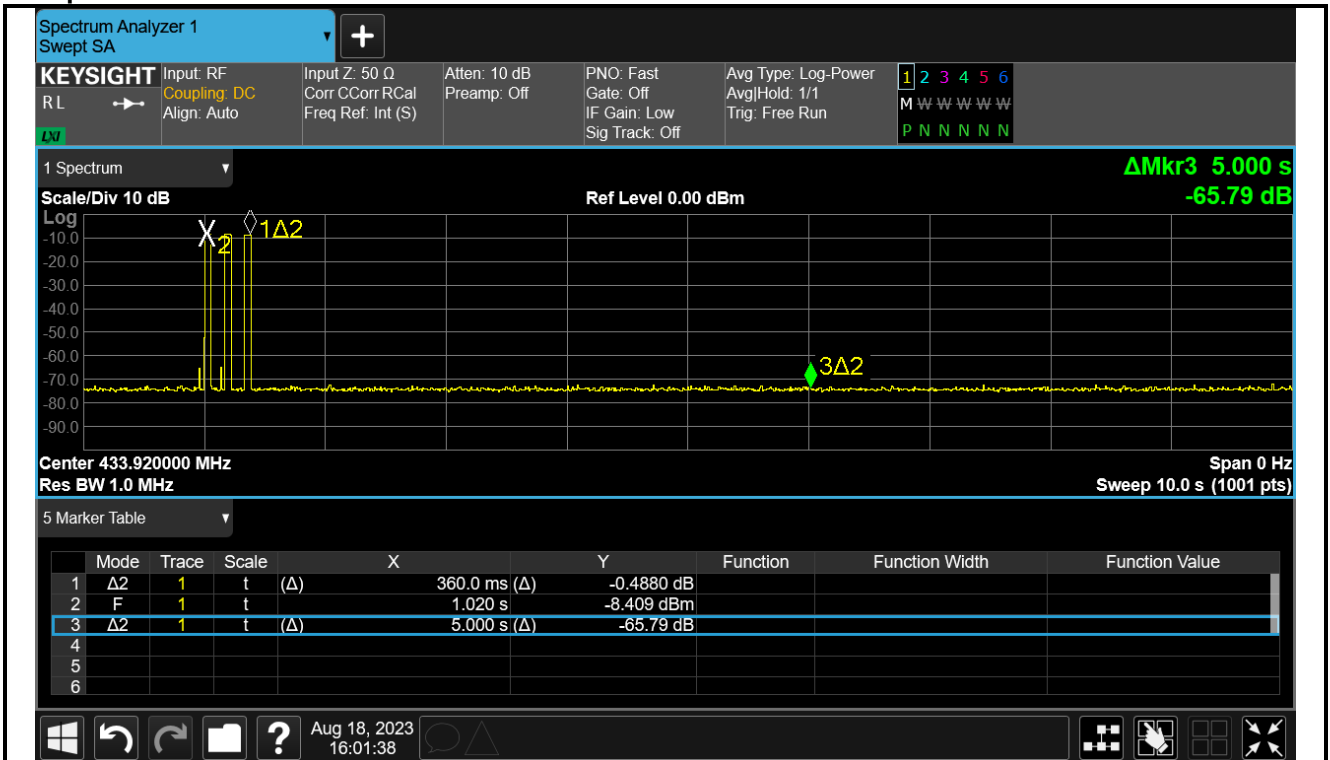 Spectrum Analyzer 1
Swept SA
+
KEYSIGHT
R L
LXI
Input: RF
Coupling: DC
Align: Auto
Input Z: 50 Ω
Corr CCorr RCal
Freq Ref: Int (S)
Atten: 10 dB
Preamp: Off
PNO: Fast
Gate: Off
IF Gain: Low
Sig Track: Off
Avg Type: Log-Power
Avg|Hold: 1/1
Trig: Free Run
1 2 3 4 5 6
M W W W W W
P N N N N N
1 Spectrum
ΔMkr3 5.000 s
-65.79 dB
Scale/Div 10 dB
Ref Level 0.00 dBm
Log
-10.0
-20.0
-30.0
-40.0
-50.0
-60.0
-70.0
-80.0
-90.0
X2
1Δ2
3Δ2
Center 433.920000 MHz
Span 0 Hz
Res BW 1.0 MHz
Sweep 10.0 s (1001 pts)
5 Marker Table
Mode Trace Scale X Y Function Function Width Function Value
1 Δ2 1 t (Δ) 360.0 ms (Δ) -0.4880 dB
2 F 1 t 1.020 s -8.409 dBm
3 Δ2 1 t (Δ) 5.000 s (Δ) -65.79 dB
4
5
6
?
Aug 18, 2023
16:01:38